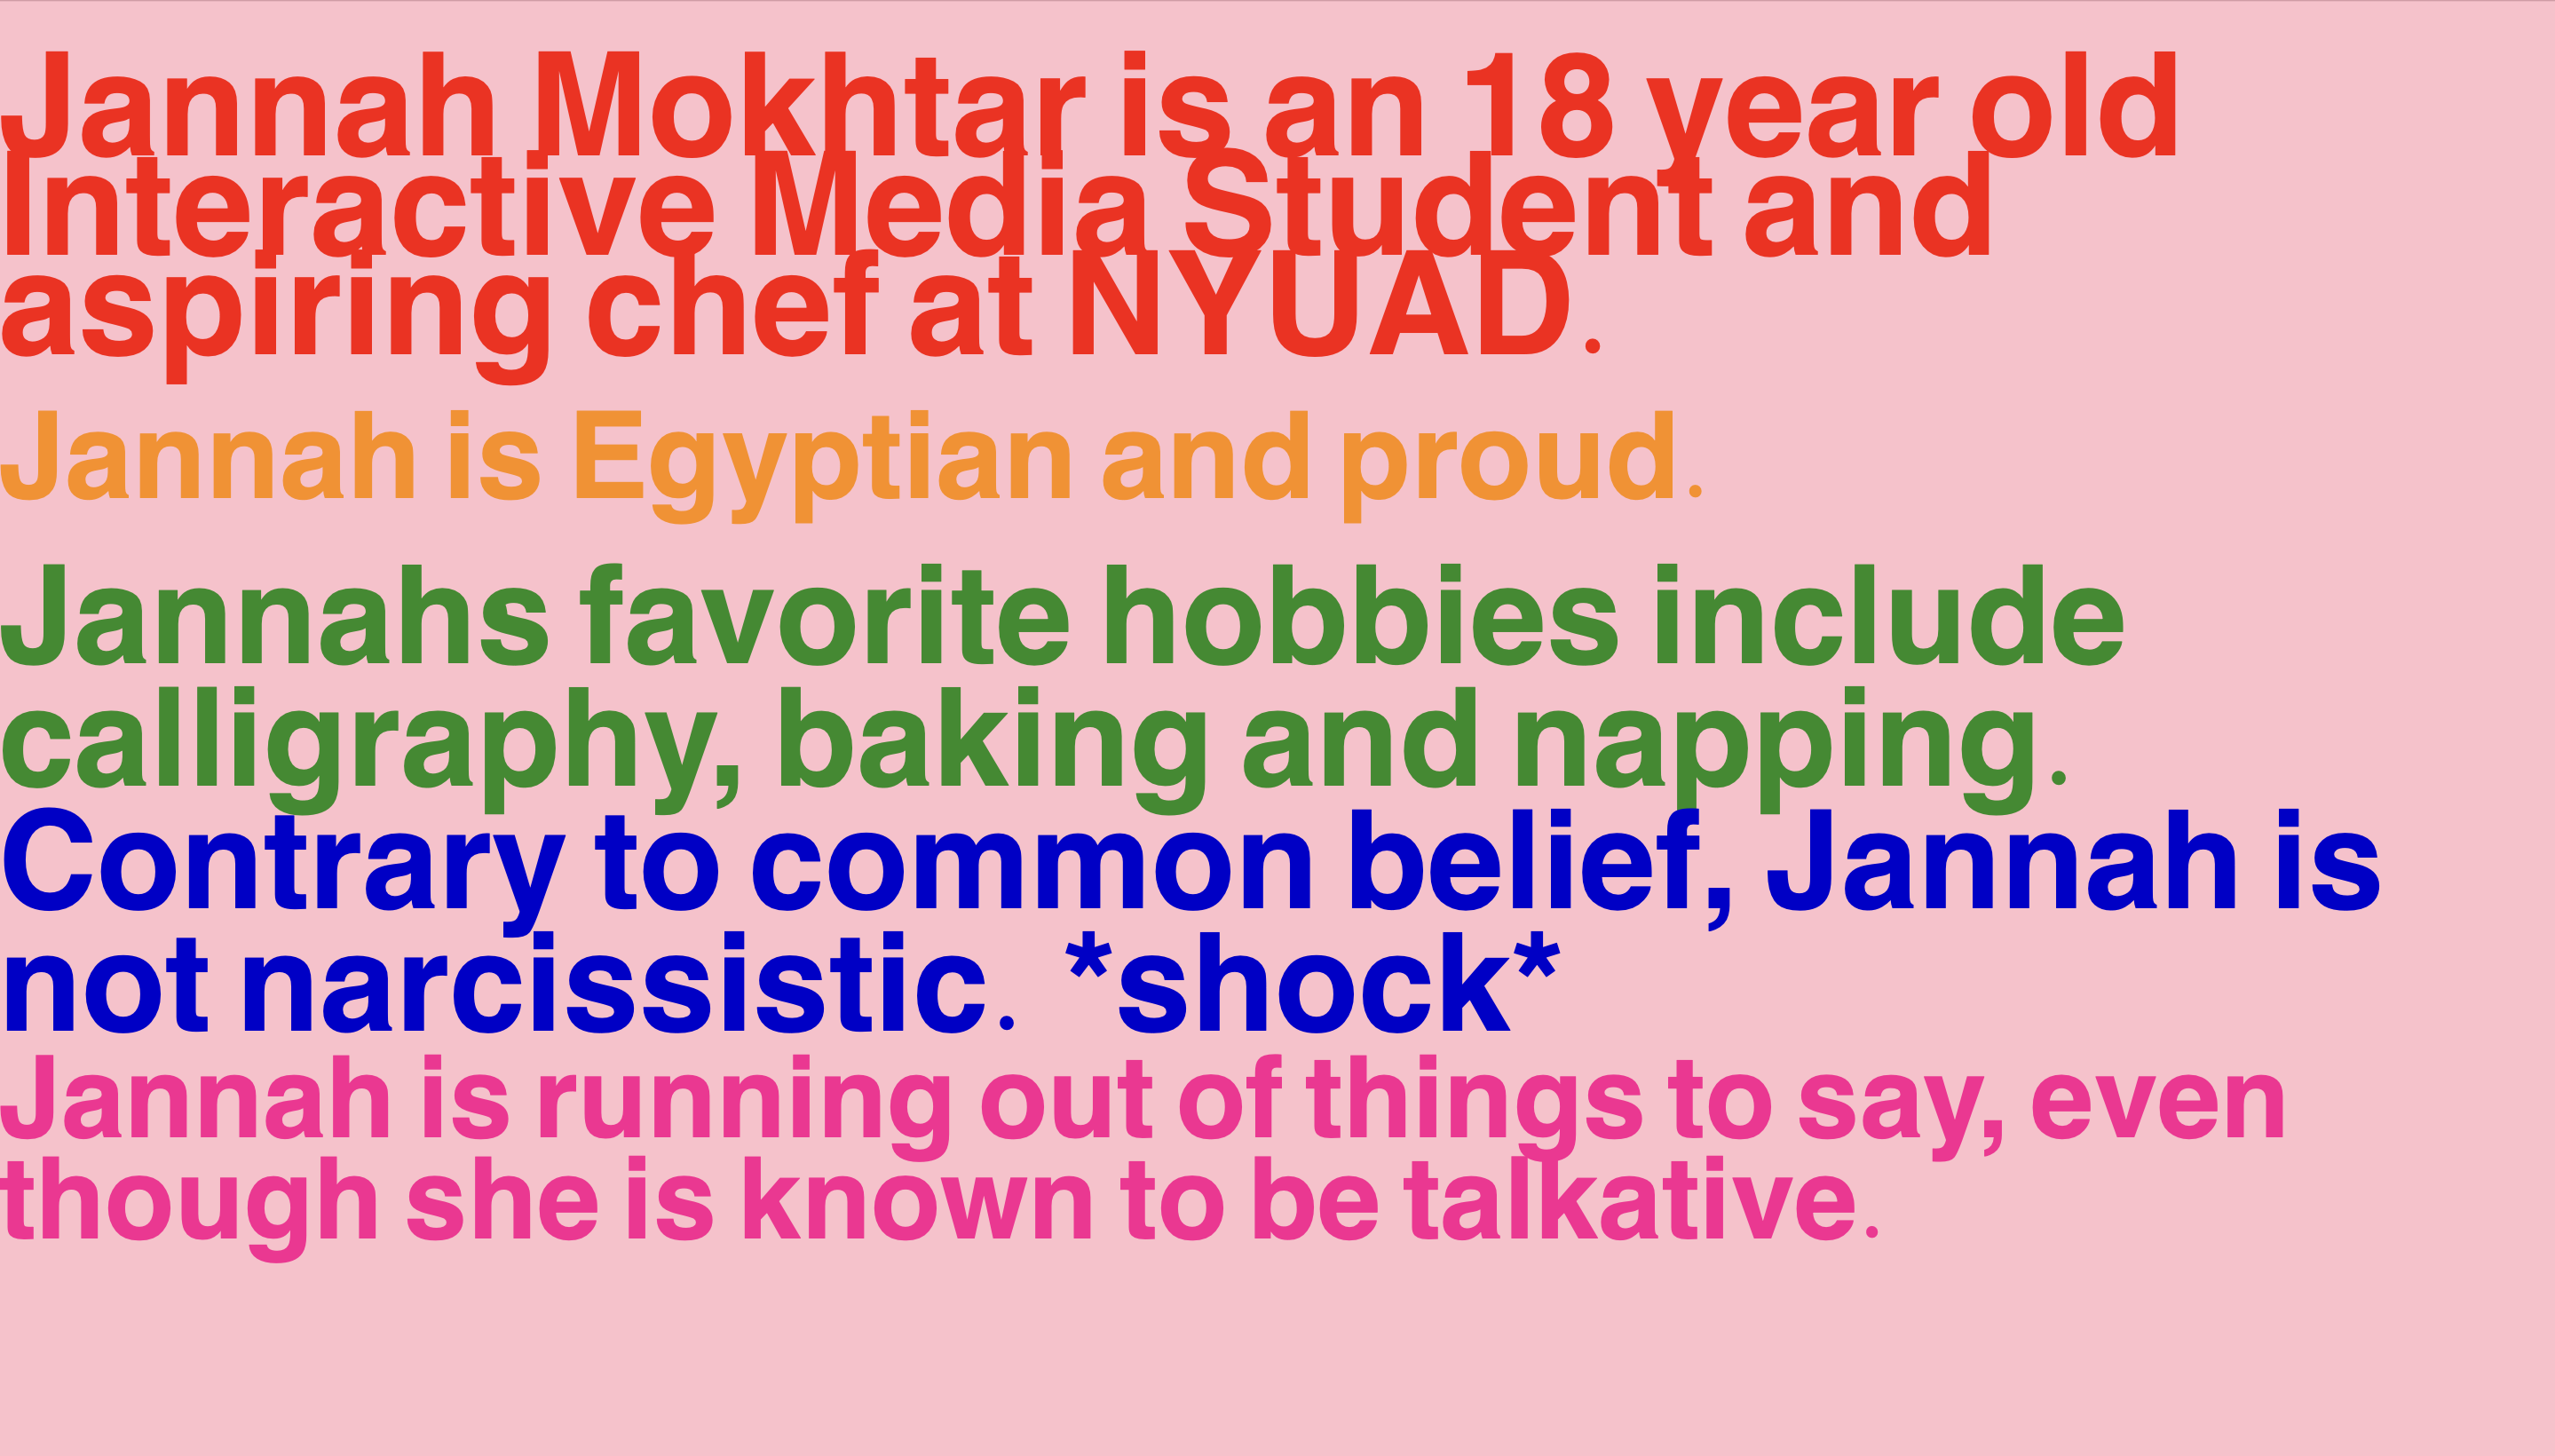 Jannah Mokhtar is an 18 year old
Interactive Media Student and
aspiring chef at NYUAD.
Jannah is Egyptian and proud.
Jannahs favorite hobbies include
calligraphy, baking and napping.
Contrary to common belief, Jannah is
not narcissistic. *shock*
Jannah is running out of things to say, even
though she is known to be talkative.